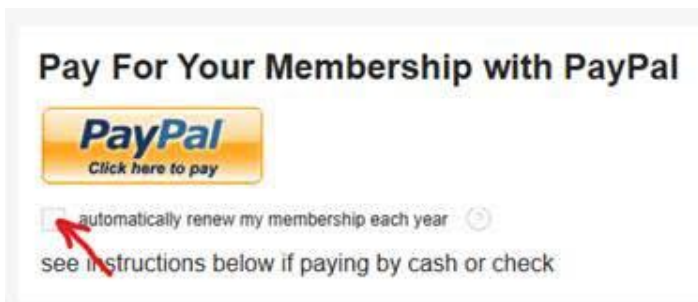 Pay For Your Membership with PayPal
PayPal
Click here to pay
automatically renew my membership each year ?
see instructions below if paying by cash or check